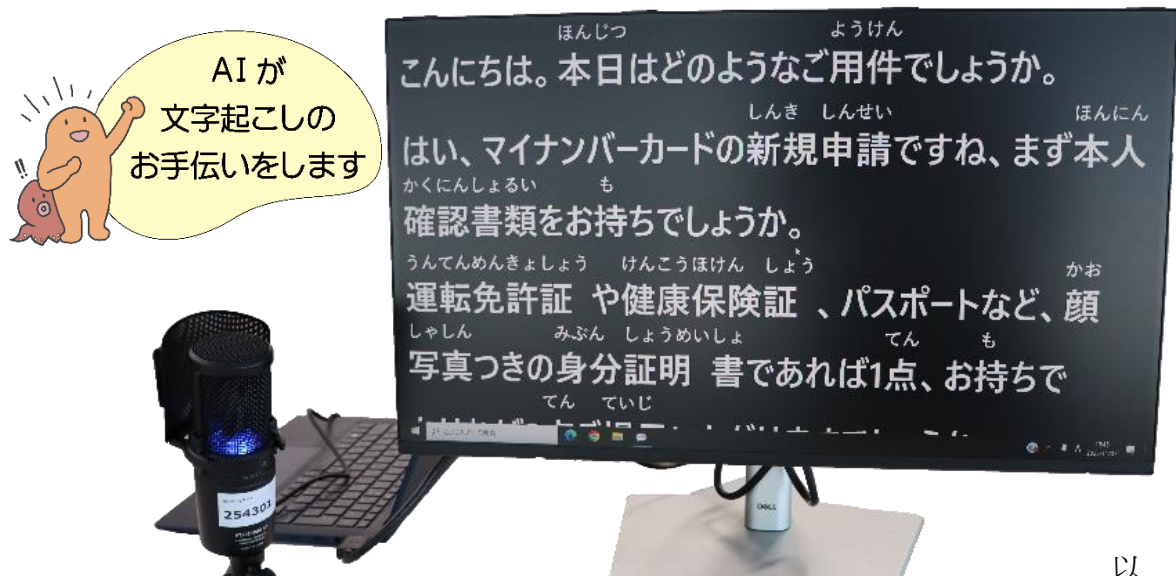 AIが
文字起こしの
お手伝いをします
!!
ほんじつ ようけん
こんにちは。本日はどのようなご用件でしょうか。
しんき しんせい ほんにん
はい、マイナンバーカードの新規申請ですね、まず本人
かくにんしょるい も
確認書類をお持ちでしょうか。
うんてんめんきょしょう けんこうほけん しょう かお
運転免許証 や健康保険証 、パスポートなど、顔
しゃしん みぶん しょうめいしょ てん も
写真つきの身分証明 書であれば1点、お持ちで
てん ていじ
254301
DELL
以